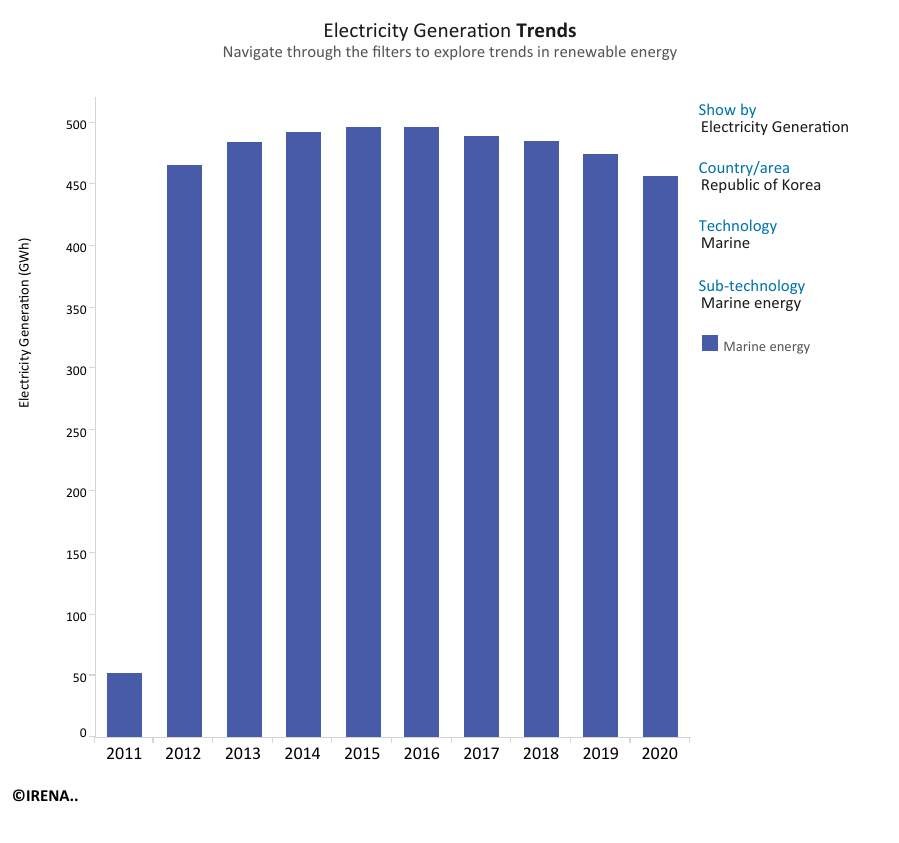 Electricity Generation Trends
Navigate through the filters to explore trends in renewable energy
Show by
Electricity Generation
Country/area
Republic of Korea
Technology
Marine
Sub-technology
Marine energy
Marine energy
Electricity Generation (GWh)
500
450
400
350
300
250
200
150
100
50
0
2011 2012 2013 2014 2015 2016 2017 2018 2019 2020
©IRENA..